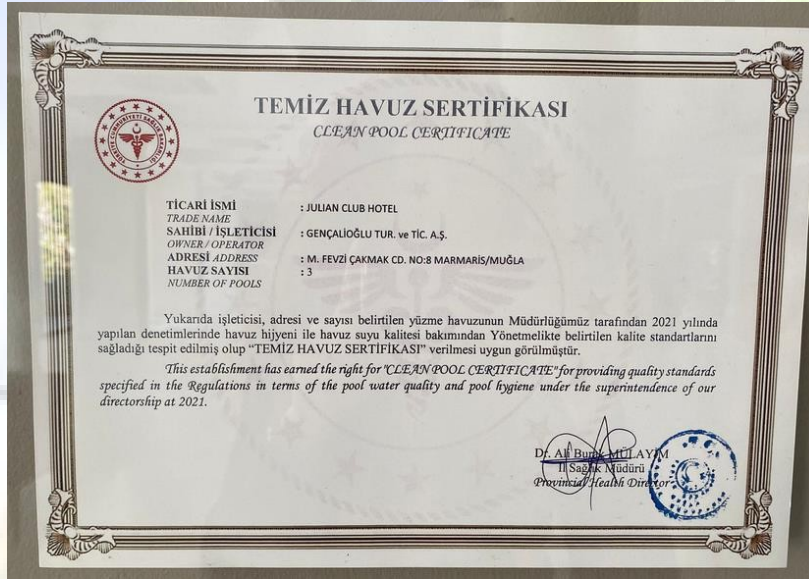 TEMİZ HAVUZ SERTİFİKASI
CLEAN POOL CERTIFICATE
TÜRKİYE CUMHURİYETİ SAĞLIK BAKANLIĞI
TİCARİ İSMİ : JULIAN CLUB HOTEL
TRADE NAME
SAHİBİ / İŞLETİCİSİ : GENÇALİOĞLU TUR. ve TİC. A.Ş.
OWNER / OPERATOR
ADRESİ ADDRESS : M. FEVZİ ÇAKMAK CD. NO:8 MARMARİS/MUĞLA
HAVUZ SAYISI : 3
NUMBER OF POOLS
Yukarıda işleticisi, adresi ve sayısı belirtilen yüzme havuzunun Müdürlüğümüz tarafından 2021 yılında
yapılan denetimlerinde havuz hijyeni ile havuz suyu kalitesi bakımından Yönetmelikte belirtilen kalite standartlarını
sağladığı tespit edilmiş olup “TEMİZ HAVUZ SERTİFİKASI” verilmesi uygun görülmüştür.
This establishment has earned the right for "CLEAN POOL CERTIFICATE" for providing quality standards
specified in the Regulations in terms of the pool water quality and pool hygiene under the superintendence of our
directorship at 2021.
Dr. Ali Burak MÜLAYİM
İl Sağlık Müdürü
Provincial Health Director